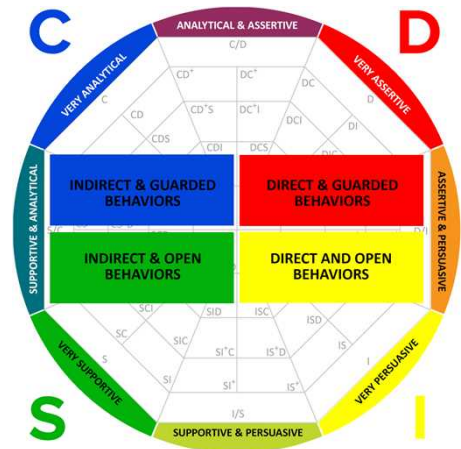 C
ANALYTICAL & ASSERTIVE
D
C/D
VERY ANALYTICAL
VERY ASSERTIVE
CD⁺
DC⁺
C
CD
DC
D
CD⁺S
DC⁺I
CDS
DCI
DI
CDI
DCS
SUPPORTIVE & ANALYTICAL
INDIRECT & GUARDED
BEHAVIORS
DIRECT & GUARDED
BEHAVIORS
ASSERTIVE & PERSUASIVE
S/C
D/I
INDIRECT & OPEN
BEHAVIORS
DIRECT AND OPEN
BEHAVIORS
SCI
SID
ISC
ISD
SC
SIC
IS
S
SI⁺C
IS⁺D
I
SI
SI⁺
IS⁺
I/S
VERY SUPPORTIVE
VERY PERSUASIVE
S
SUPPORTIVE & PERSUASIVE
I